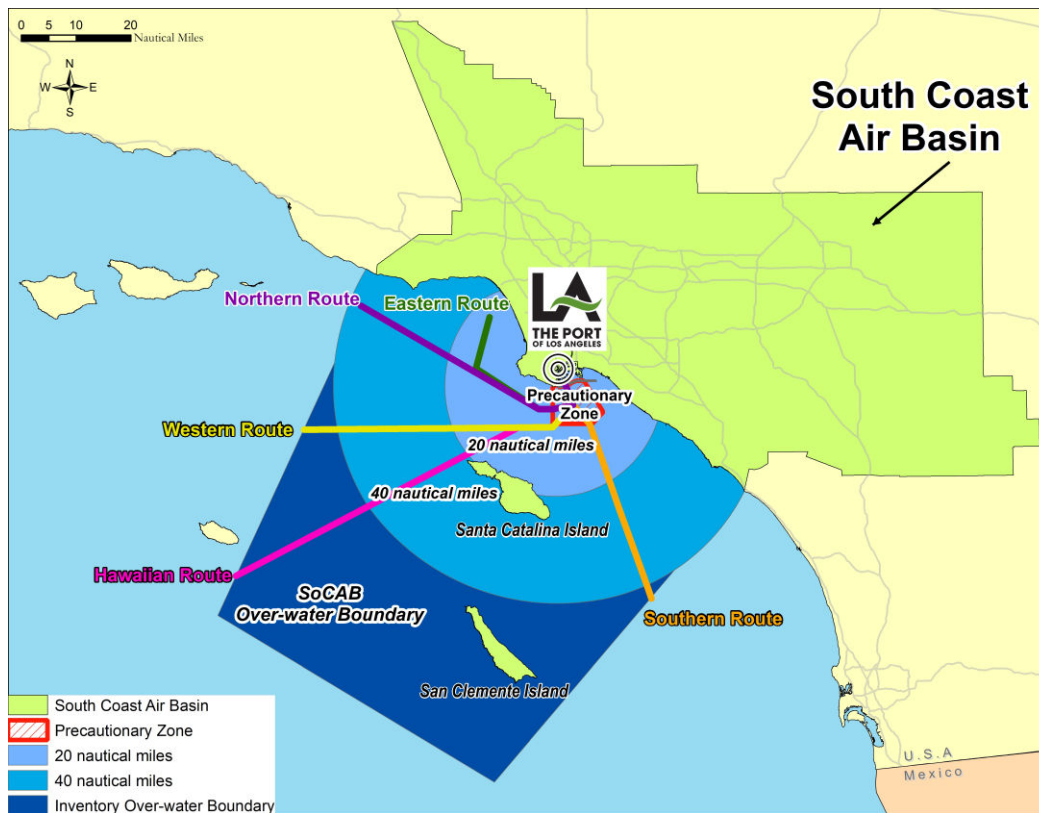 0 5 10 20
Nautical Miles
N
W E
S
South Coast
Air Basin
Northern Route
Eastern Route
LA
THE PORT
OF LOS ANGELES
Precautionary
Zone
Western Route
20 nautical miles
40 nautical miles
Santa Catalina Island
Hawaiian Route
SoCAB
Over-water Boundary
Southern Route
San Clemente Island
South Coast Air Basin
Precautionary Zone
20 nautical miles
40 nautical miles
Inventory Over-water Boundary
U.S.A
Mexico